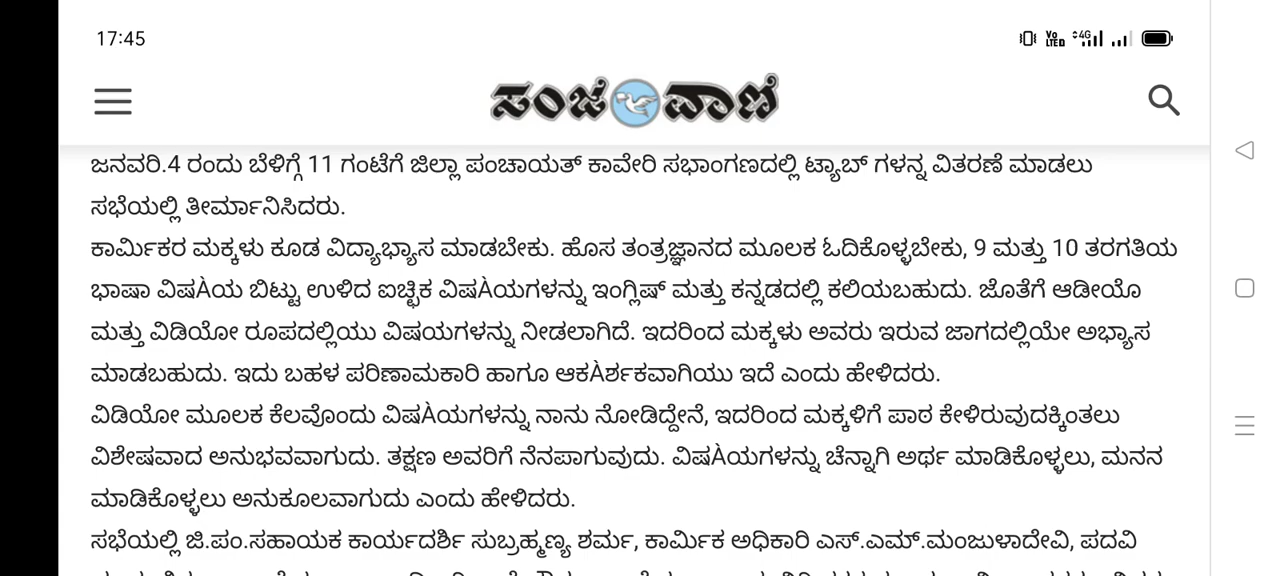 17:45
Vo LTED 4G
ಸಂಜೆವಾಣಿ
ಜನವರಿ.4 ರಂದು ಬೆಳಿಗ್ಗೆ 11 ಗಂಟೆಗೆ ಜಿಲ್ಲಾ ಪಂಚಾಯತ್ ಕಾವೇರಿ ಸಭಾಂಗಣದಲ್ಲಿ ಟ್ಯಾಬ್ ಗಳನ್ನ ವಿತರಣೆ ಮಾಡಲು
ಸಭೆಯಲ್ಲಿ ತೀರ್ಮಾನಿಸಿದರು.
ಕಾರ್ಮಿಕರ ಮಕ್ಕಳು ಕೂಡ ವಿದ್ಯಾಭ್ಯಾಸ ಮಾಡಬೇಕು. ಹೊಸ ತಂತ್ರಜ್ಞಾನದ ಮೂಲಕ ಓದಿಕೊಳ್ಳಬೇಕು, 9 ಮತ್ತು 10 ತರಗತಿಯ
ಭಾಷಾ ವಿಷÀಯ ಬಿಟ್ಟು ಉಳಿದ ಐಚ್ಛಿಕ ವಿಷÀಯಗಳನ್ನು ಇಂಗ್ಲಿಷ್ ಮತ್ತು ಕನ್ನಡದಲ್ಲಿ ಕಲಿಯಬಹುದು. ಜೊತೆಗೆ ಆಡೀಯೊ
ಮತ್ತು ವಿಡಿಯೋ ರೂಪದಲ್ಲಿಯು ವಿಷಯಗಳನ್ನು ನೀಡಲಾಗಿದೆ. ಇದರಿಂದ ಮಕ್ಕಳು ಅವರು ಇರುವ ಜಾಗದಲ್ಲಿಯೇ ಅಭ್ಯಾಸ
ಮಾಡಬಹುದು. ಇದು ಬಹಳ ಪರಿಣಾಮಕಾರಿ ಹಾಗೂ ಆಕÀರ್ಶಕವಾಗಿಯು ಇದೆ ಎಂದು ಹೇಳಿದರು.
ವಿಡಿಯೋ ಮೂಲಕ ಕೆಲವೊಂದು ವಿಷÀಯಗಳನ್ನು ನಾನು ನೋಡಿದ್ದೇನೆ, ಇದರಿಂದ ಮಕ್ಕಳಿಗೆ ಪಾಠ ಕೇಳಿರುವುದಕ್ಕಿಂತಲು
ವಿಶೇಷವಾದ ಅನುಭವವಾಗುದು. ತಕ್ಷಣ ಅವರಿಗೆ ನೆನಪಾಗುವುದು. ವಿಷÀಯಗಳನ್ನು ಚೆನ್ನಾಗಿ ಅರ್ಥ ಮಾಡಿಕೊಳ್ಳಲು, ಮನನ
ಮಾಡಿಕೊಳ್ಳಲು ಅನುಕೂಲವಾಗುದು ಎಂದು ಹೇಳಿದರು.
ಸಭೆಯಲ್ಲಿ ಜಿ.ಪಂ.ಸಹಾಯಕ ಕಾರ್ಯದರ್ಶಿ ಸುಬ್ರಹ್ಮಣ್ಯ ಶರ್ಮ, ಕಾರ್ಮಿಕ ಅಧಿಕಾರಿ ಎಸ್.ಎಮ್.ಮಂಜುಳಾದೇವಿ, ಪದವಿ